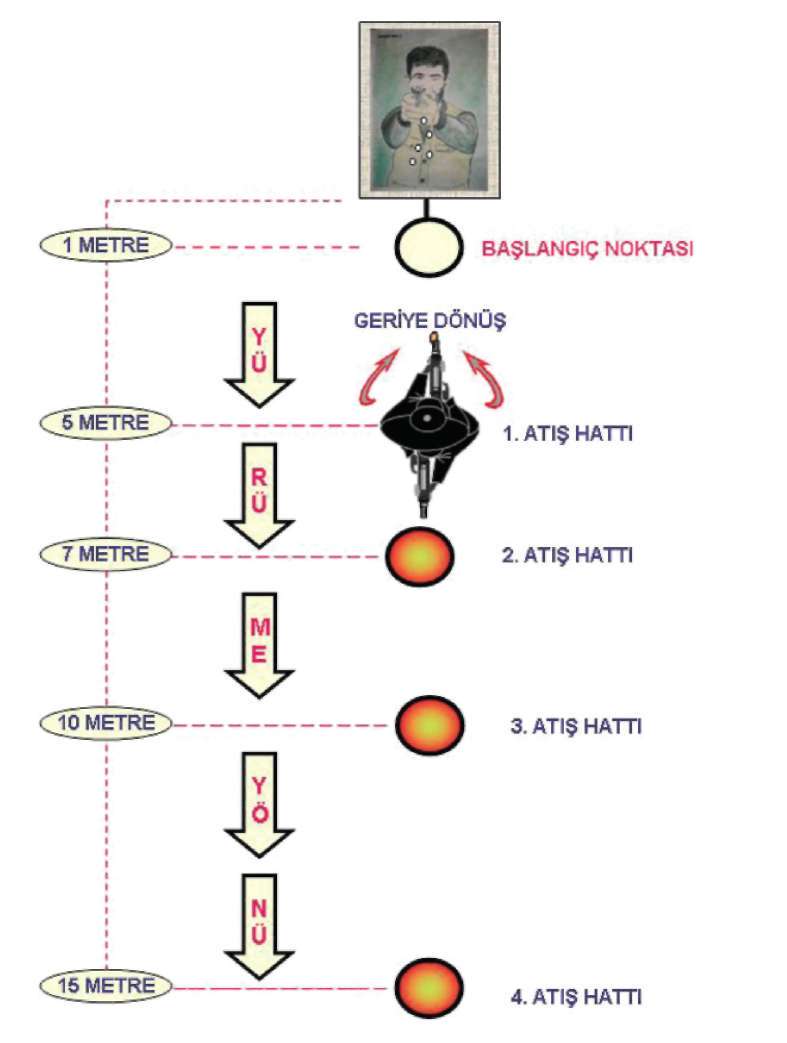 1 METRE
BAŞLANGIÇ NOKTASI
GERİYE DÖNÜŞ
YÜ
5 METRE
1. ATIŞ HATTI
RÜ
7 METRE
2. ATIŞ HATTI
ME
10 METRE
3. ATIŞ HATTI
YÖ
NÜ
15 METRE
4. ATIŞ HATTI